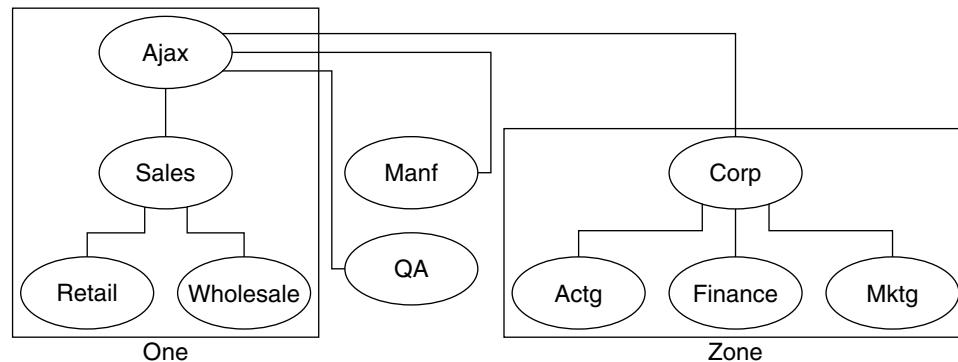 Ajax
Sales
Manf
Corp
Retail
Wholesale
QA
Actg
Finance
Mktg
One
Zone